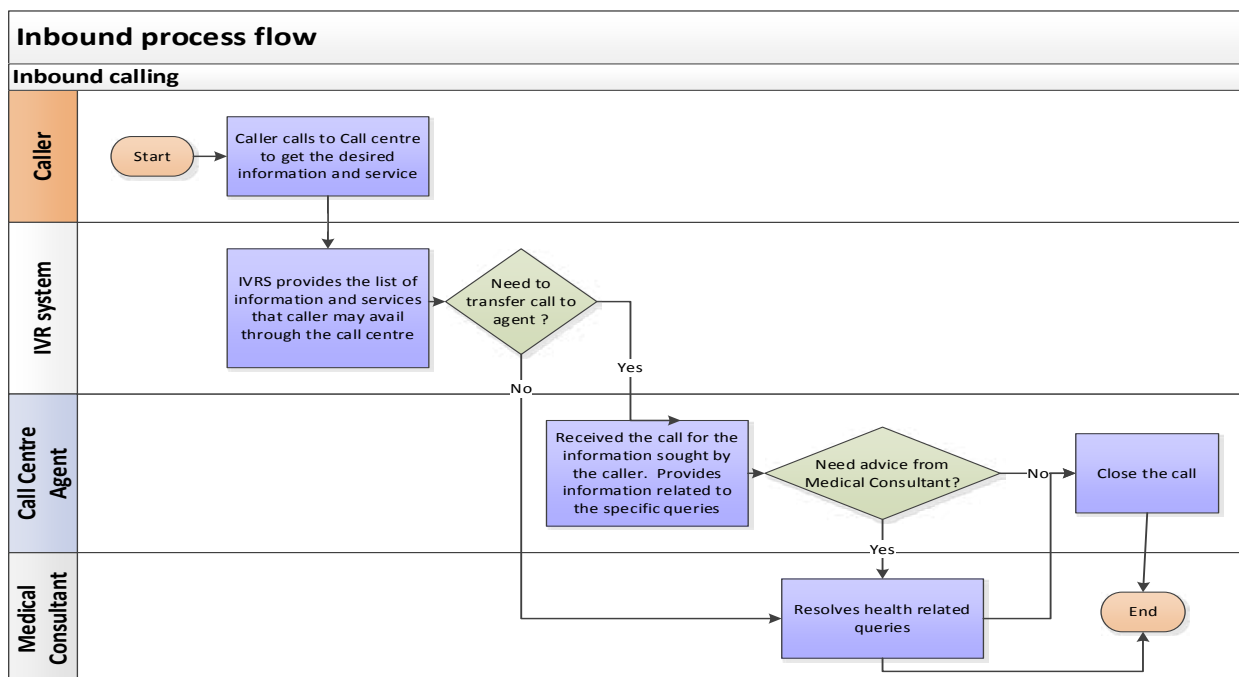 Inbound process flow
Inbound calling
Caller
Start
Caller calls to Call centre
to get the desired
information and service
IVR system
IVRS provides the list of
information and services
that caller may avail
through the call centre
Need to
transfer call to
agent ?
No
Yes
Call Centre
Agent
Received the call for the
information sought by
the caller.  Provides
information related to
the specific queries
Need advice from
Medical Consultant?
No
Close the call
Yes
Medical
Consultant
Resolves health related
queries
End